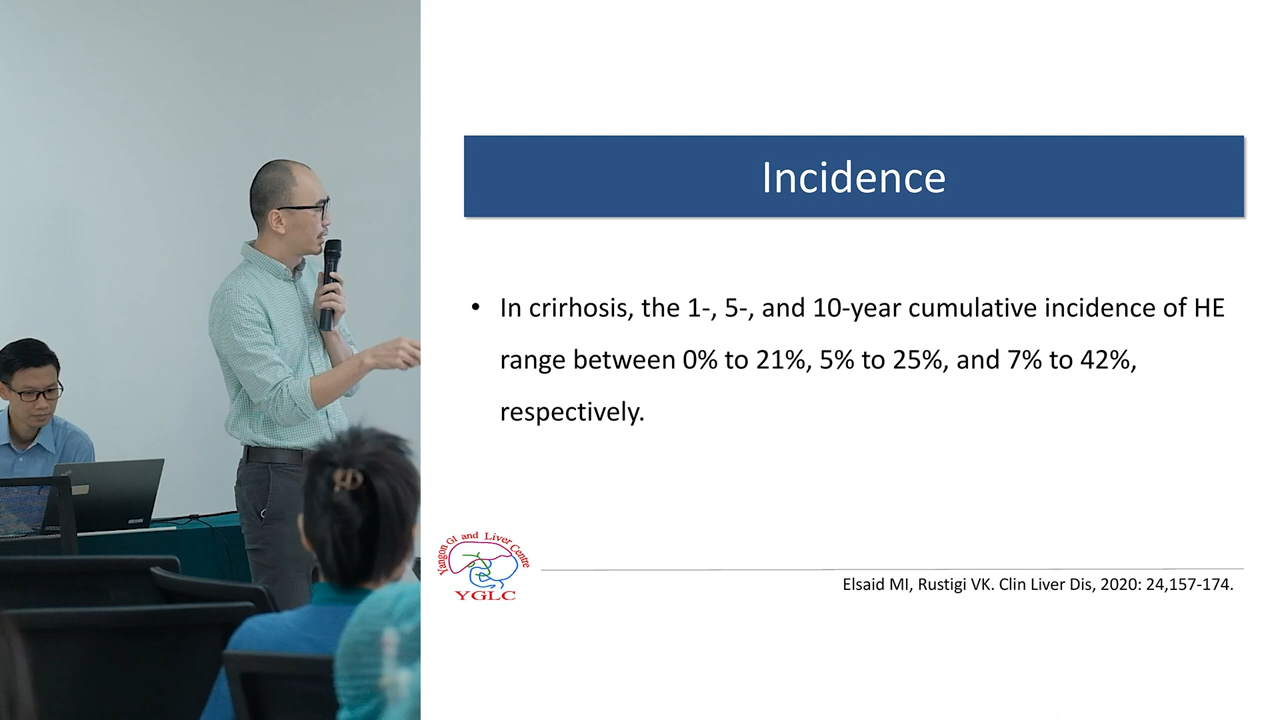 Incidence
• In crirhosis, the 1-, 5-, and 10-year cumulative incidence of HE
range between 0% to 21%, 5% to 25%, and 7% to 42%,
respectively.
Yangon GI and Liver Centre
YGLC
Elsaid MI, Rustigi VK. Clin Liver Dis, 2020: 24,157-174.